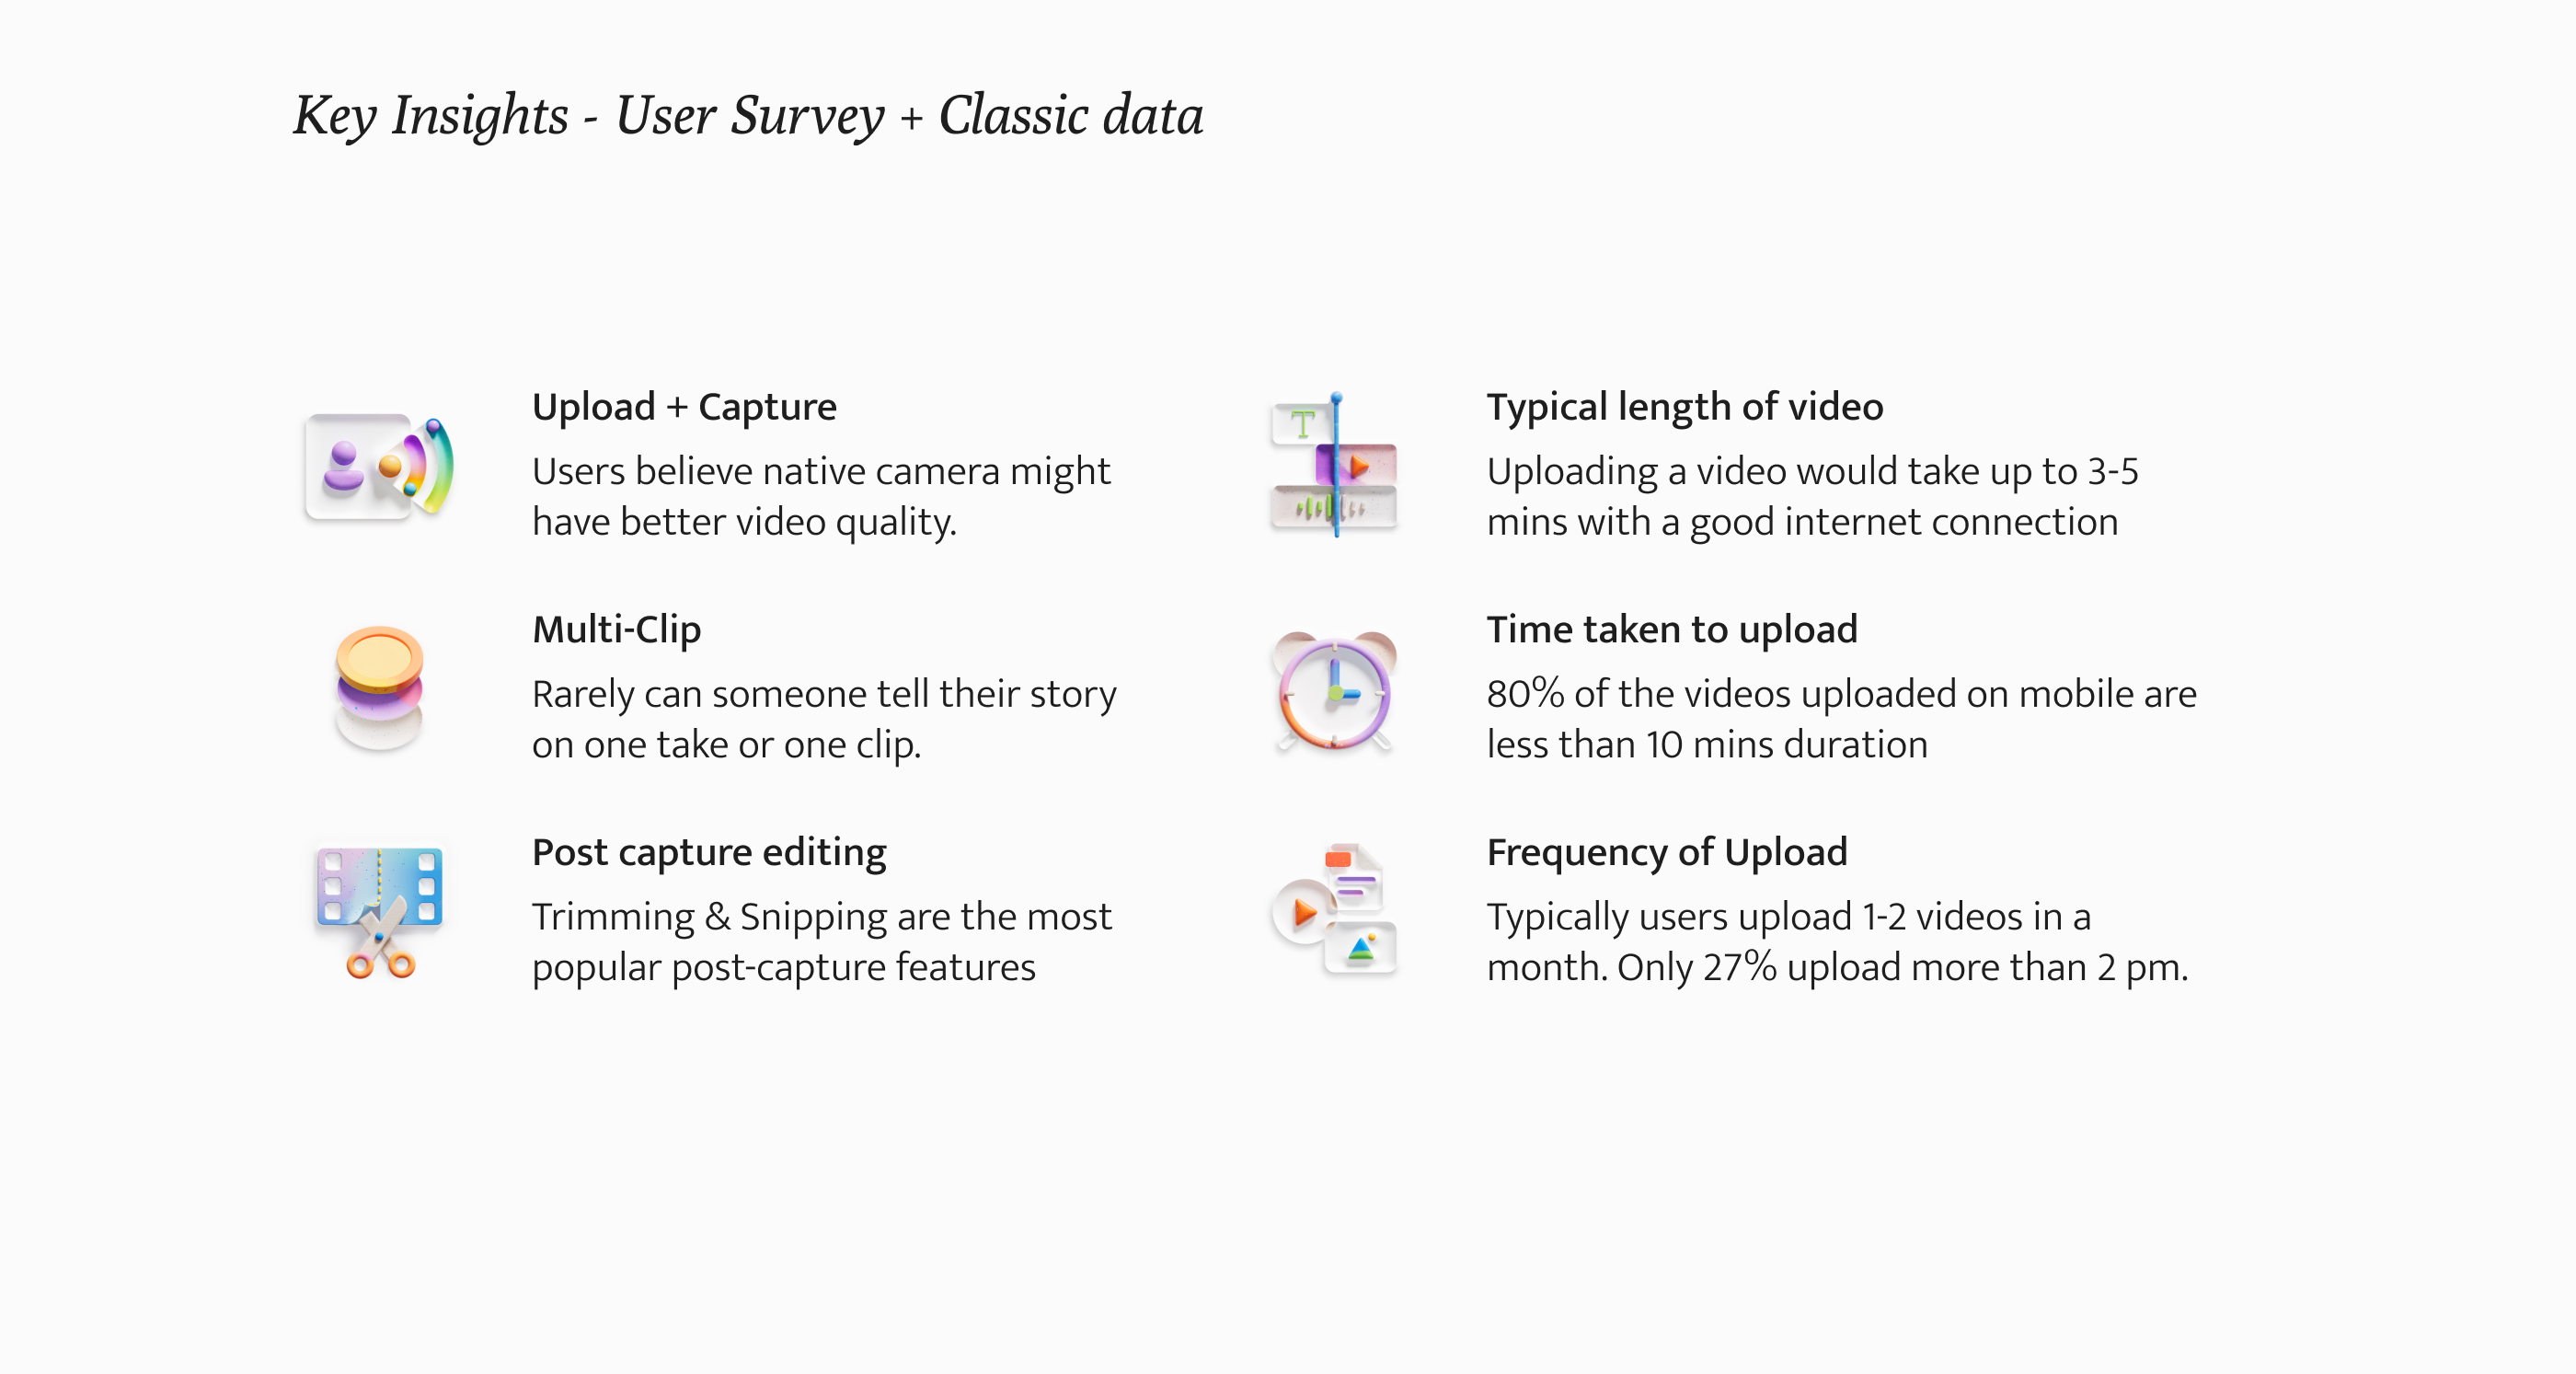 Key Insights - User Survey + Classic data
Upload + Capture
Users believe native camera might
have better video quality.
Multi-Clip
Rarely can someone tell their story
on one take or one clip.
Post capture editing
Trimming & Snipping are the most
popular post-capture features
T
Typical length of video
Uploading a video would take up to 3-5
mins with a good internet connection
Time taken to upload
80% of the videos uploaded on mobile are
less than 10 mins duration
Frequency of Upload
Typically users upload 1-2 videos in a
month. Only 27% upload more than 2 pm.